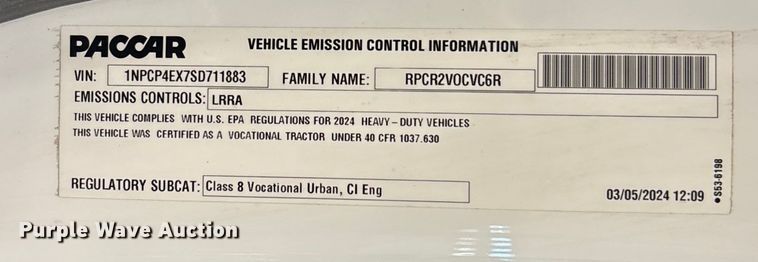 PACCAR VEHICLE EMISSION CONTROL INFORMATION
VIN: 1NPCP4EX7SD711883 FAMILY NAME: RPCR2VOCVC6R
EMISSIONS CONTROLS: LRRA
THIS VEHICLE COMPLIES WITH U.S. EPA REGULATIONS FOR 2024 HEAVY-DUTY VEHICLES
THIS VEHICLE WAS CERTIFIED AS A VOCATIONAL TRACTOR UNDER 40 CFR 1037.630
REGULATORY SUBCAT: Class 8 Vocational Urban, CI Eng
03/05/2024 12:09
S53-6198
Purple Wave Auction